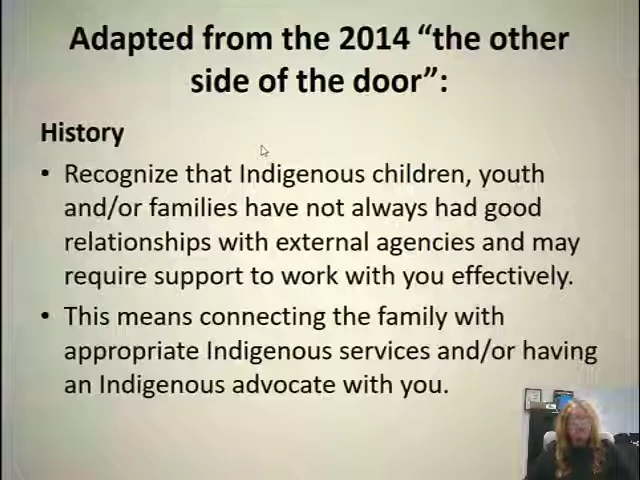 Adapted from the 2014 “the other
side of the door”:
History
• Recognize that Indigenous children, youth
and/or families have not always had good
relationships with external agencies and may
require support to work with you effectively.
• This means connecting the family with
appropriate Indigenous services and/or having
an Indigenous advocate with you.